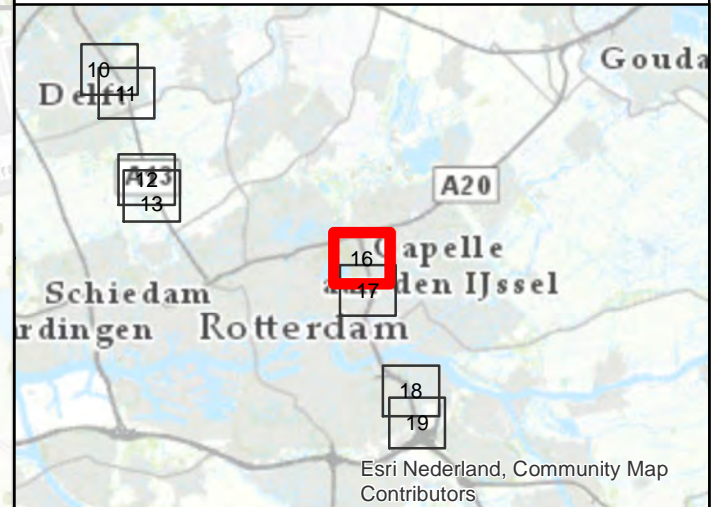 Gouda
10
Delft
11
A13
12
13
A20
16
Capelle
aan den IJssel
17
Schiedam
rdingen
Rotterdam
18
19
Esri Nederland, Community Map
Contributors